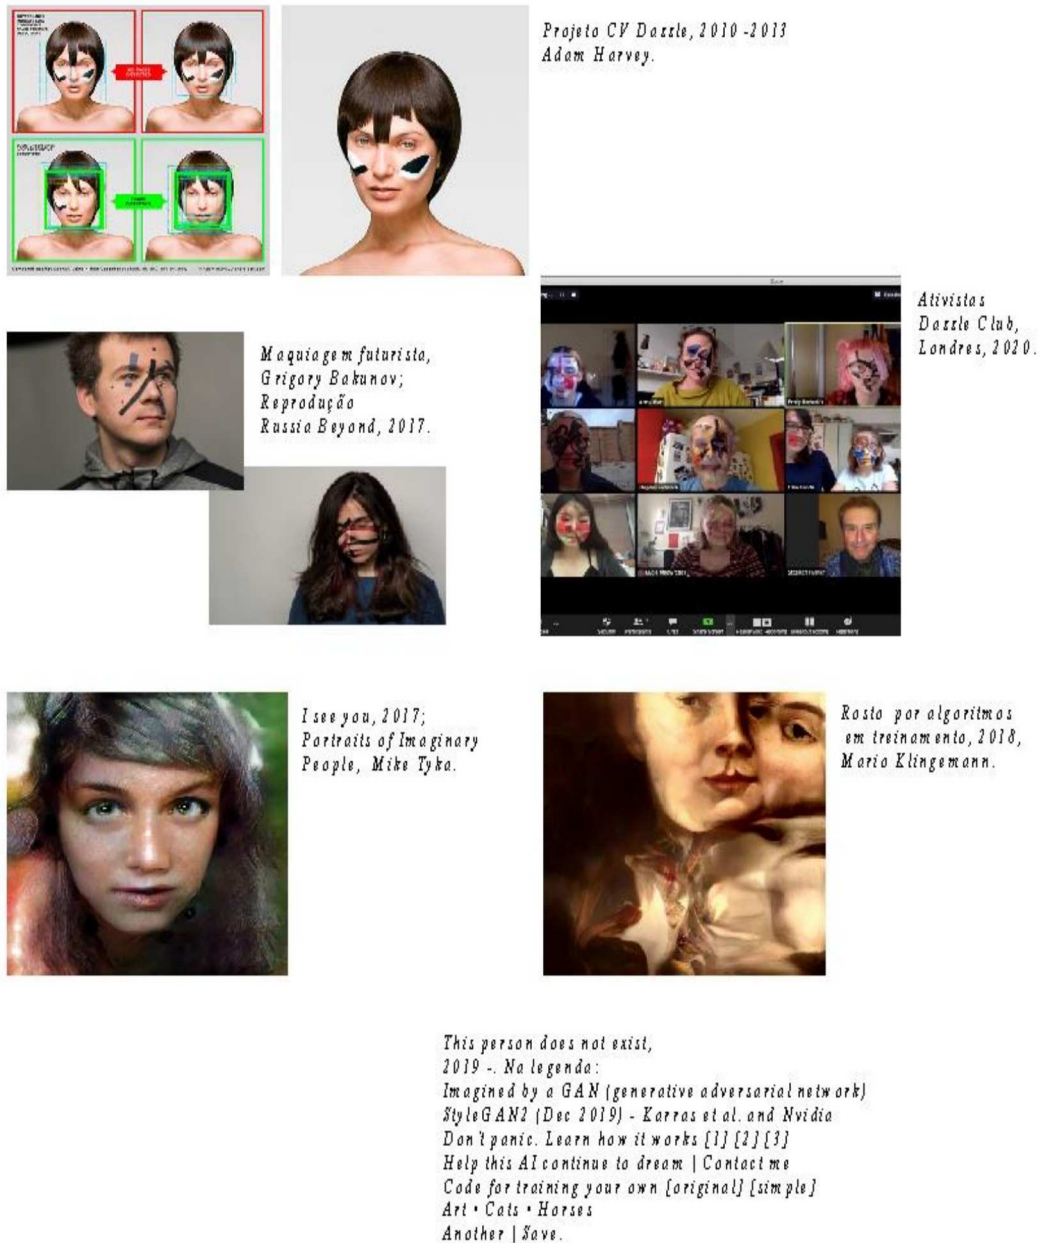 Projeto CV Dazzle, 2010 -2013
Adam Harvey.
Ativistas
Dazzle Club,
Londres, 2020.
Maquiagem futurista,
Grigory Bakunov;
Reprodução
Russia Beyond, 2017.
I see you, 2017;
Portraits of Imaginary
People, Mike Tyka.
Rosto por algoritmos
em treinamento, 2018,
Mario Klingemann.
This person does not exist,
2019 -. Na legenda:
Imagined by a GAN (generative adversarial network)
StyleGAN2 (Dec 2019) - Karras et al. and Nvidia
Don't panic. Learn how it works [1] [2] [3]
Help this AI continue to dream | Contact me
Code for training your own [original] [simple]
Art • Cats • Horses
Another | Save.